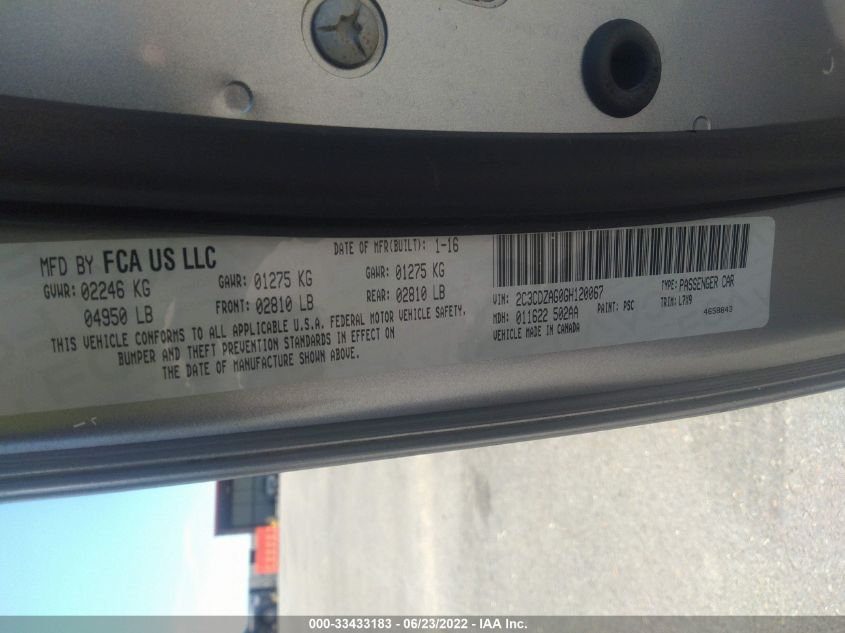 MFD BY FCA US LLC
DATE OF MFR(BUILT): 1-16
GVWR: 02246 KG
04950 LB
GAWR: 01275 KG
FRONT: 02810 LB
GAWR: 01275 KG
REAR: 02810 LB
THIS VEHICLE CONFORMS TO ALL APPLICABLE U.S.A. FEDERAL MOTOR VEHICLE SAFETY,
BUMPER AND THEFT PREVENTION STANDARDS IN EFFECT ON
THE DATE OF MANUFACTURE SHOWN ABOVE.
VIN: 2C3CDZAG0GH120067
TYPE: PASSENGER CAR
MDH: 011622 502AA
PAINT: PSC
TRIM: L7X9
VEHICLE MADE IN CANADA
4658843
000-33433183 - 06/23/2022 - IAA Inc.